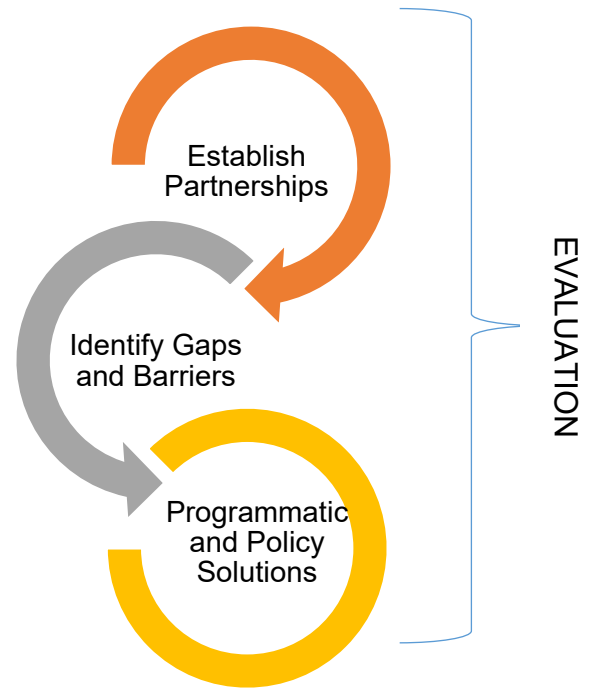 Establish
Partnerships
Identify Gaps
and Barriers
Programmatic
and Policy
Solutions
EVALUATION